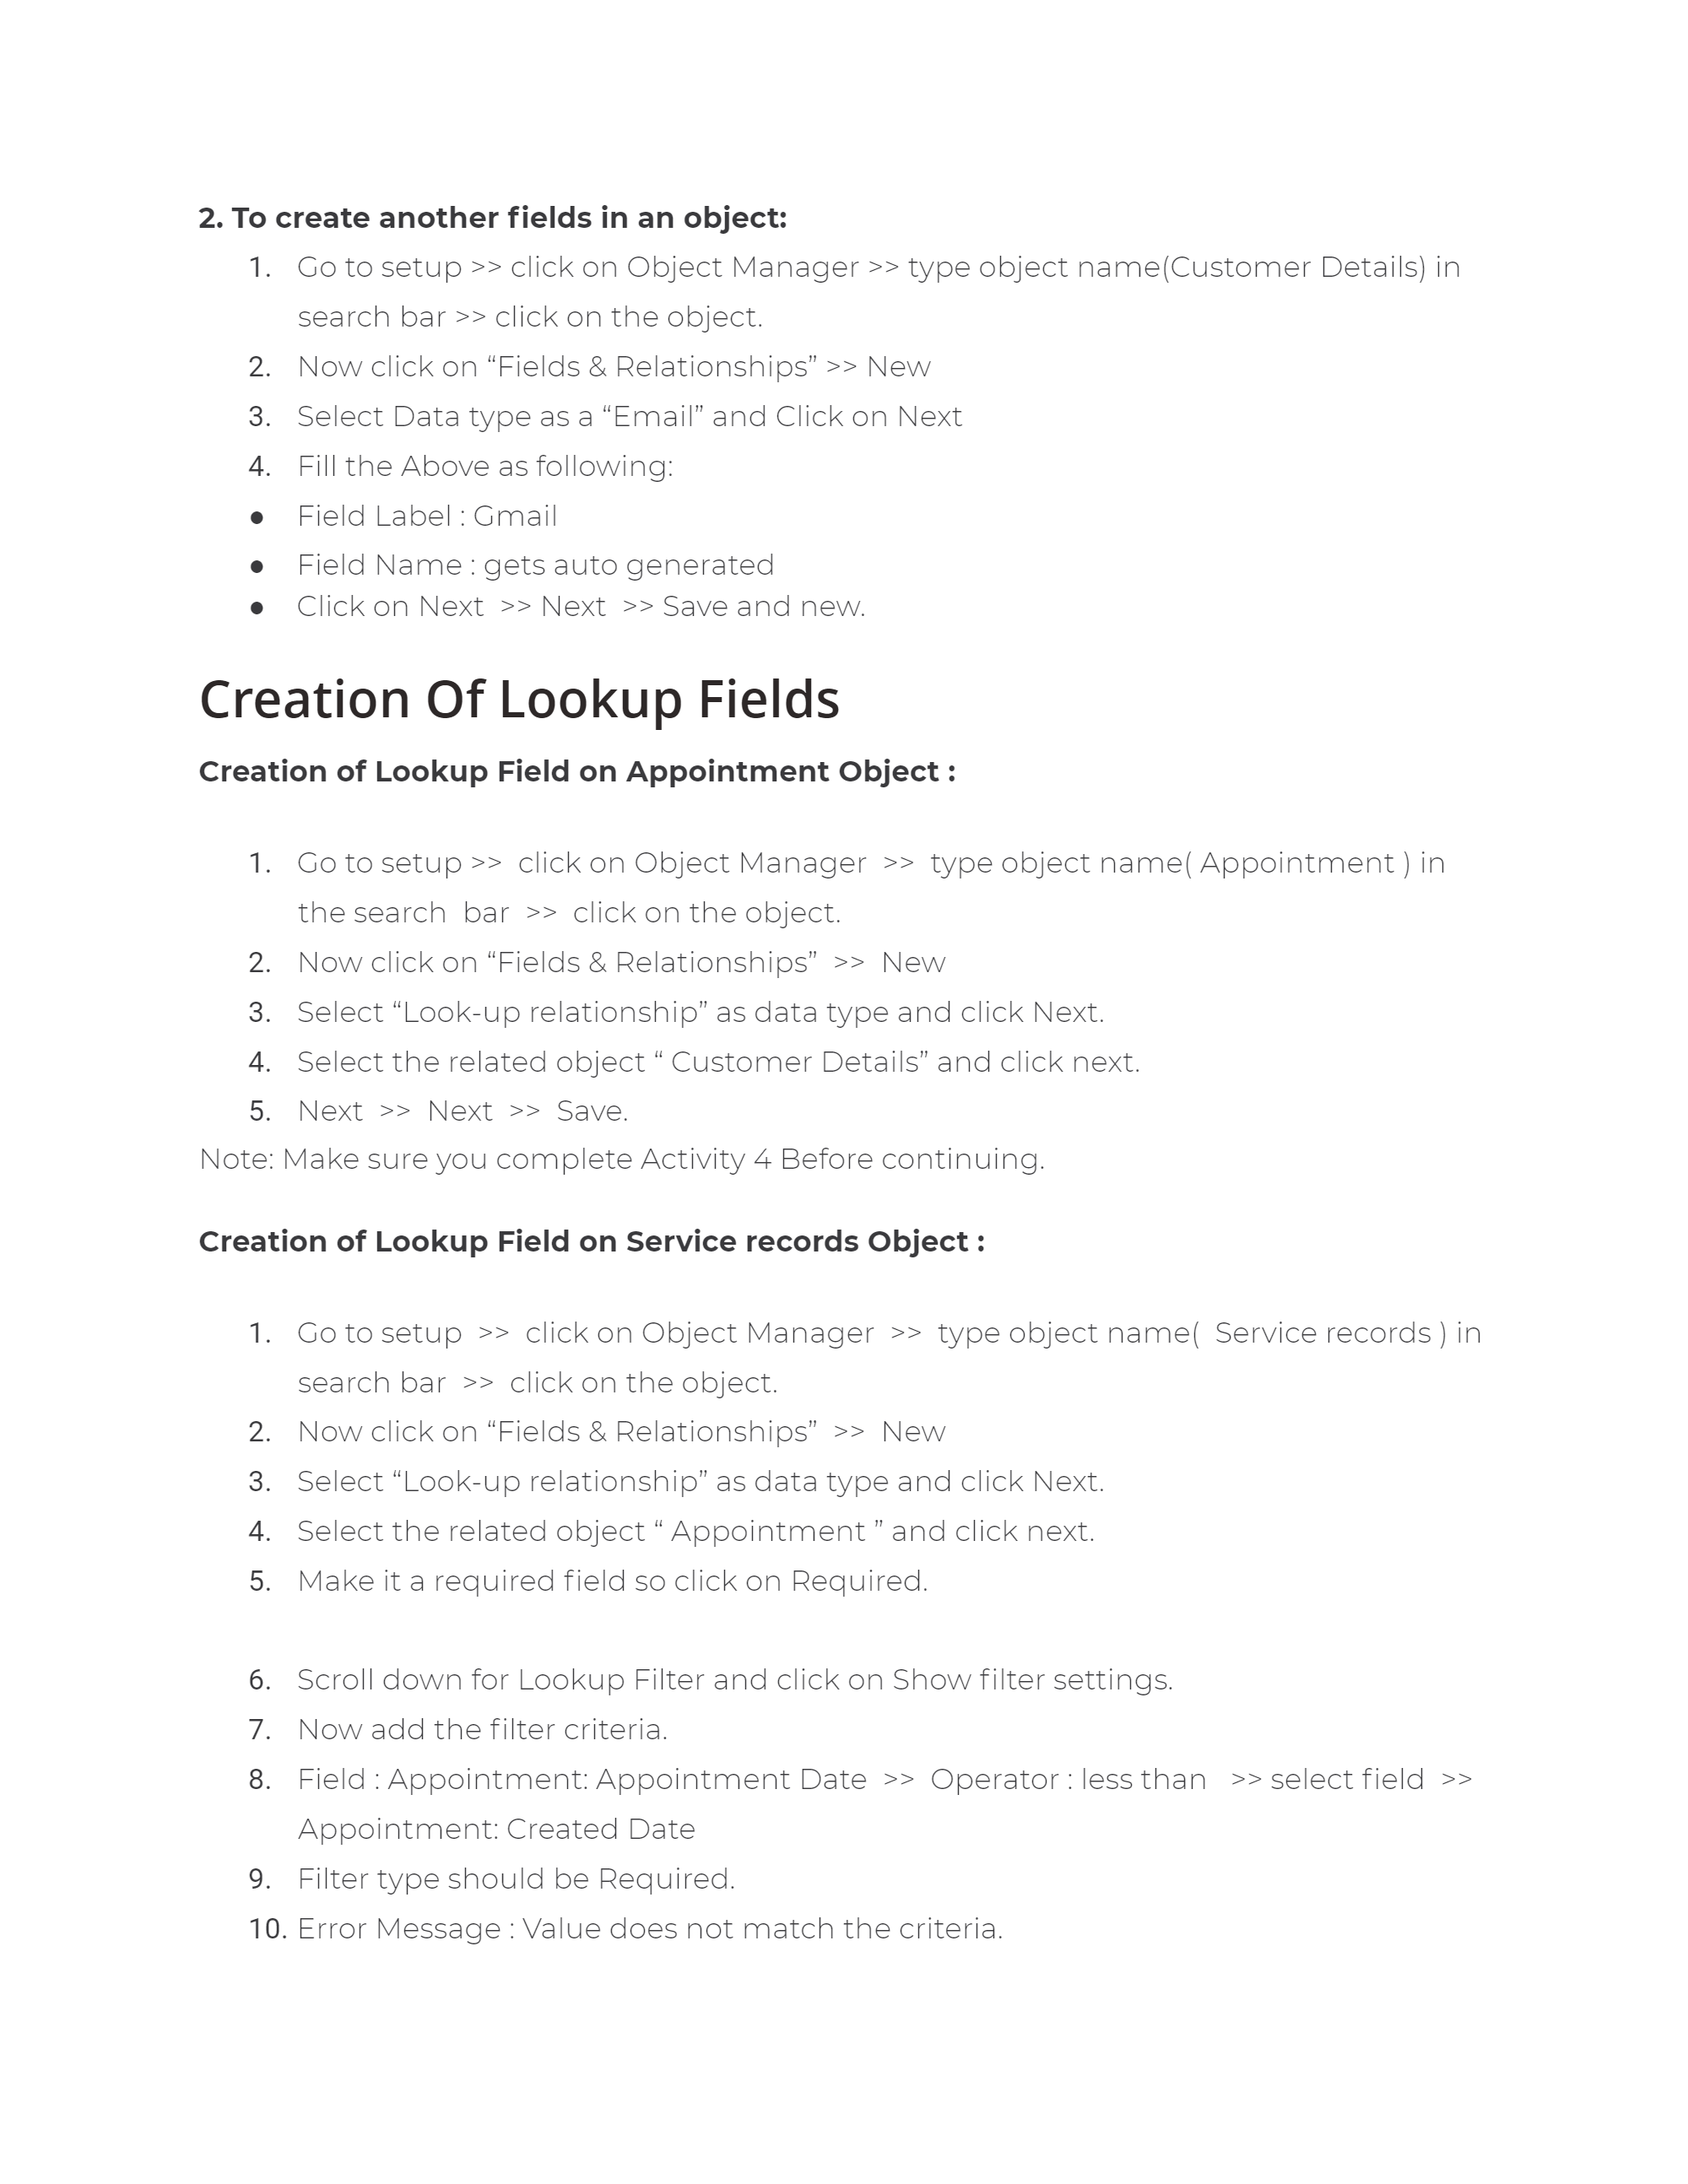 2. To create another fields in an object:
1. Go to setup >> click on Object Manager >> type object name(Customer Details) in
search bar >> click on the object.
2. Now click on “Fields & Relationships” >> New
3. Select Data type as a “Email” and Click on Next
4. Fill the Above as following:
● Field Label : Gmail
● Field Name : gets auto generated
● Click on Next >> Next >> Save and new.
Creation Of Lookup Fields
Creation of Lookup Field on Appointment Object :
1. Go to setup >> click on Object Manager >> type object name( Appointment ) in
the search bar >> click on the object.
2. Now click on “Fields & Relationships” >> New
3. Select “Look-up relationship” as data type and click Next.
4. Select the related object “ Customer Details” and click next.
5. Next >> Next >> Save.
Note: Make sure you complete Activity 4 Before continuing.
Creation of Lookup Field on Service records Object :
1. Go to setup >> click on Object Manager >> type object name( Service records ) in
search bar >> click on the object.
2. Now click on “Fields & Relationships” >> New
3. Select “Look-up relationship” as data type and click Next.
4. Select the related object “ Appointment ” and click next.
5. Make it a required field so click on Required.
6. Scroll down for Lookup Filter and click on Show filter settings.
7. Now add the filter criteria.
8. Field : Appointment: Appointment Date >> Operator : less than >> select field >>
Appointment: Created Date
9. Filter type should be Required.
10. Error Message : Value does not match the criteria.